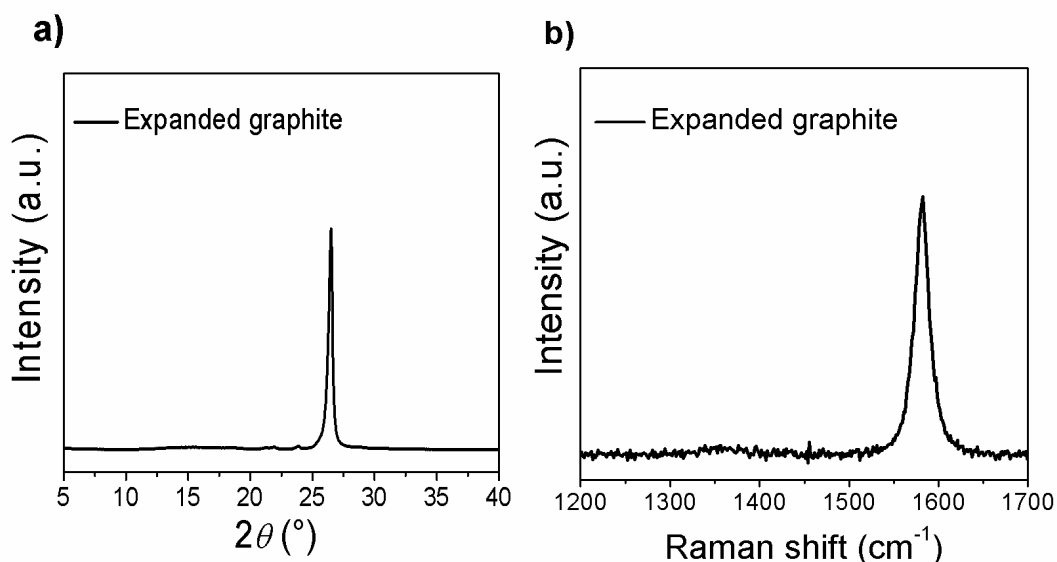 a)
Expanded graphite
Intensity (a.u.)
5 10 15 20 25 30 35 40
2θ (°)
b)
Expanded graphite
Intensity (a.u.)
1200 1300 1400 1500 1600 1700
Raman shift (cm⁻¹)